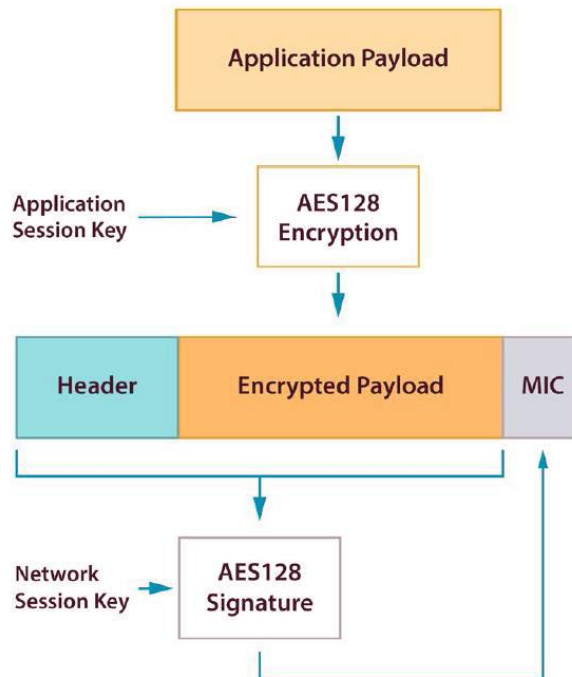 Application Payload
Application
Session Key
AES128
Encryption
Header
Encrypted Payload
MIC
Network
Session Key
AES128
Signature